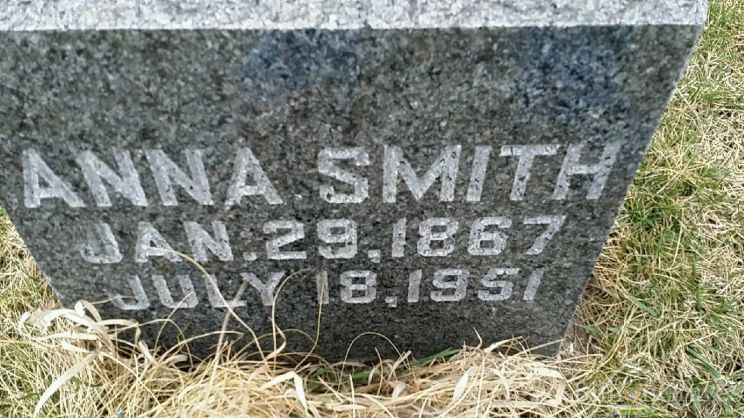 ANNA SMITH
JAN. 29, 1867
JULY 18, 1951